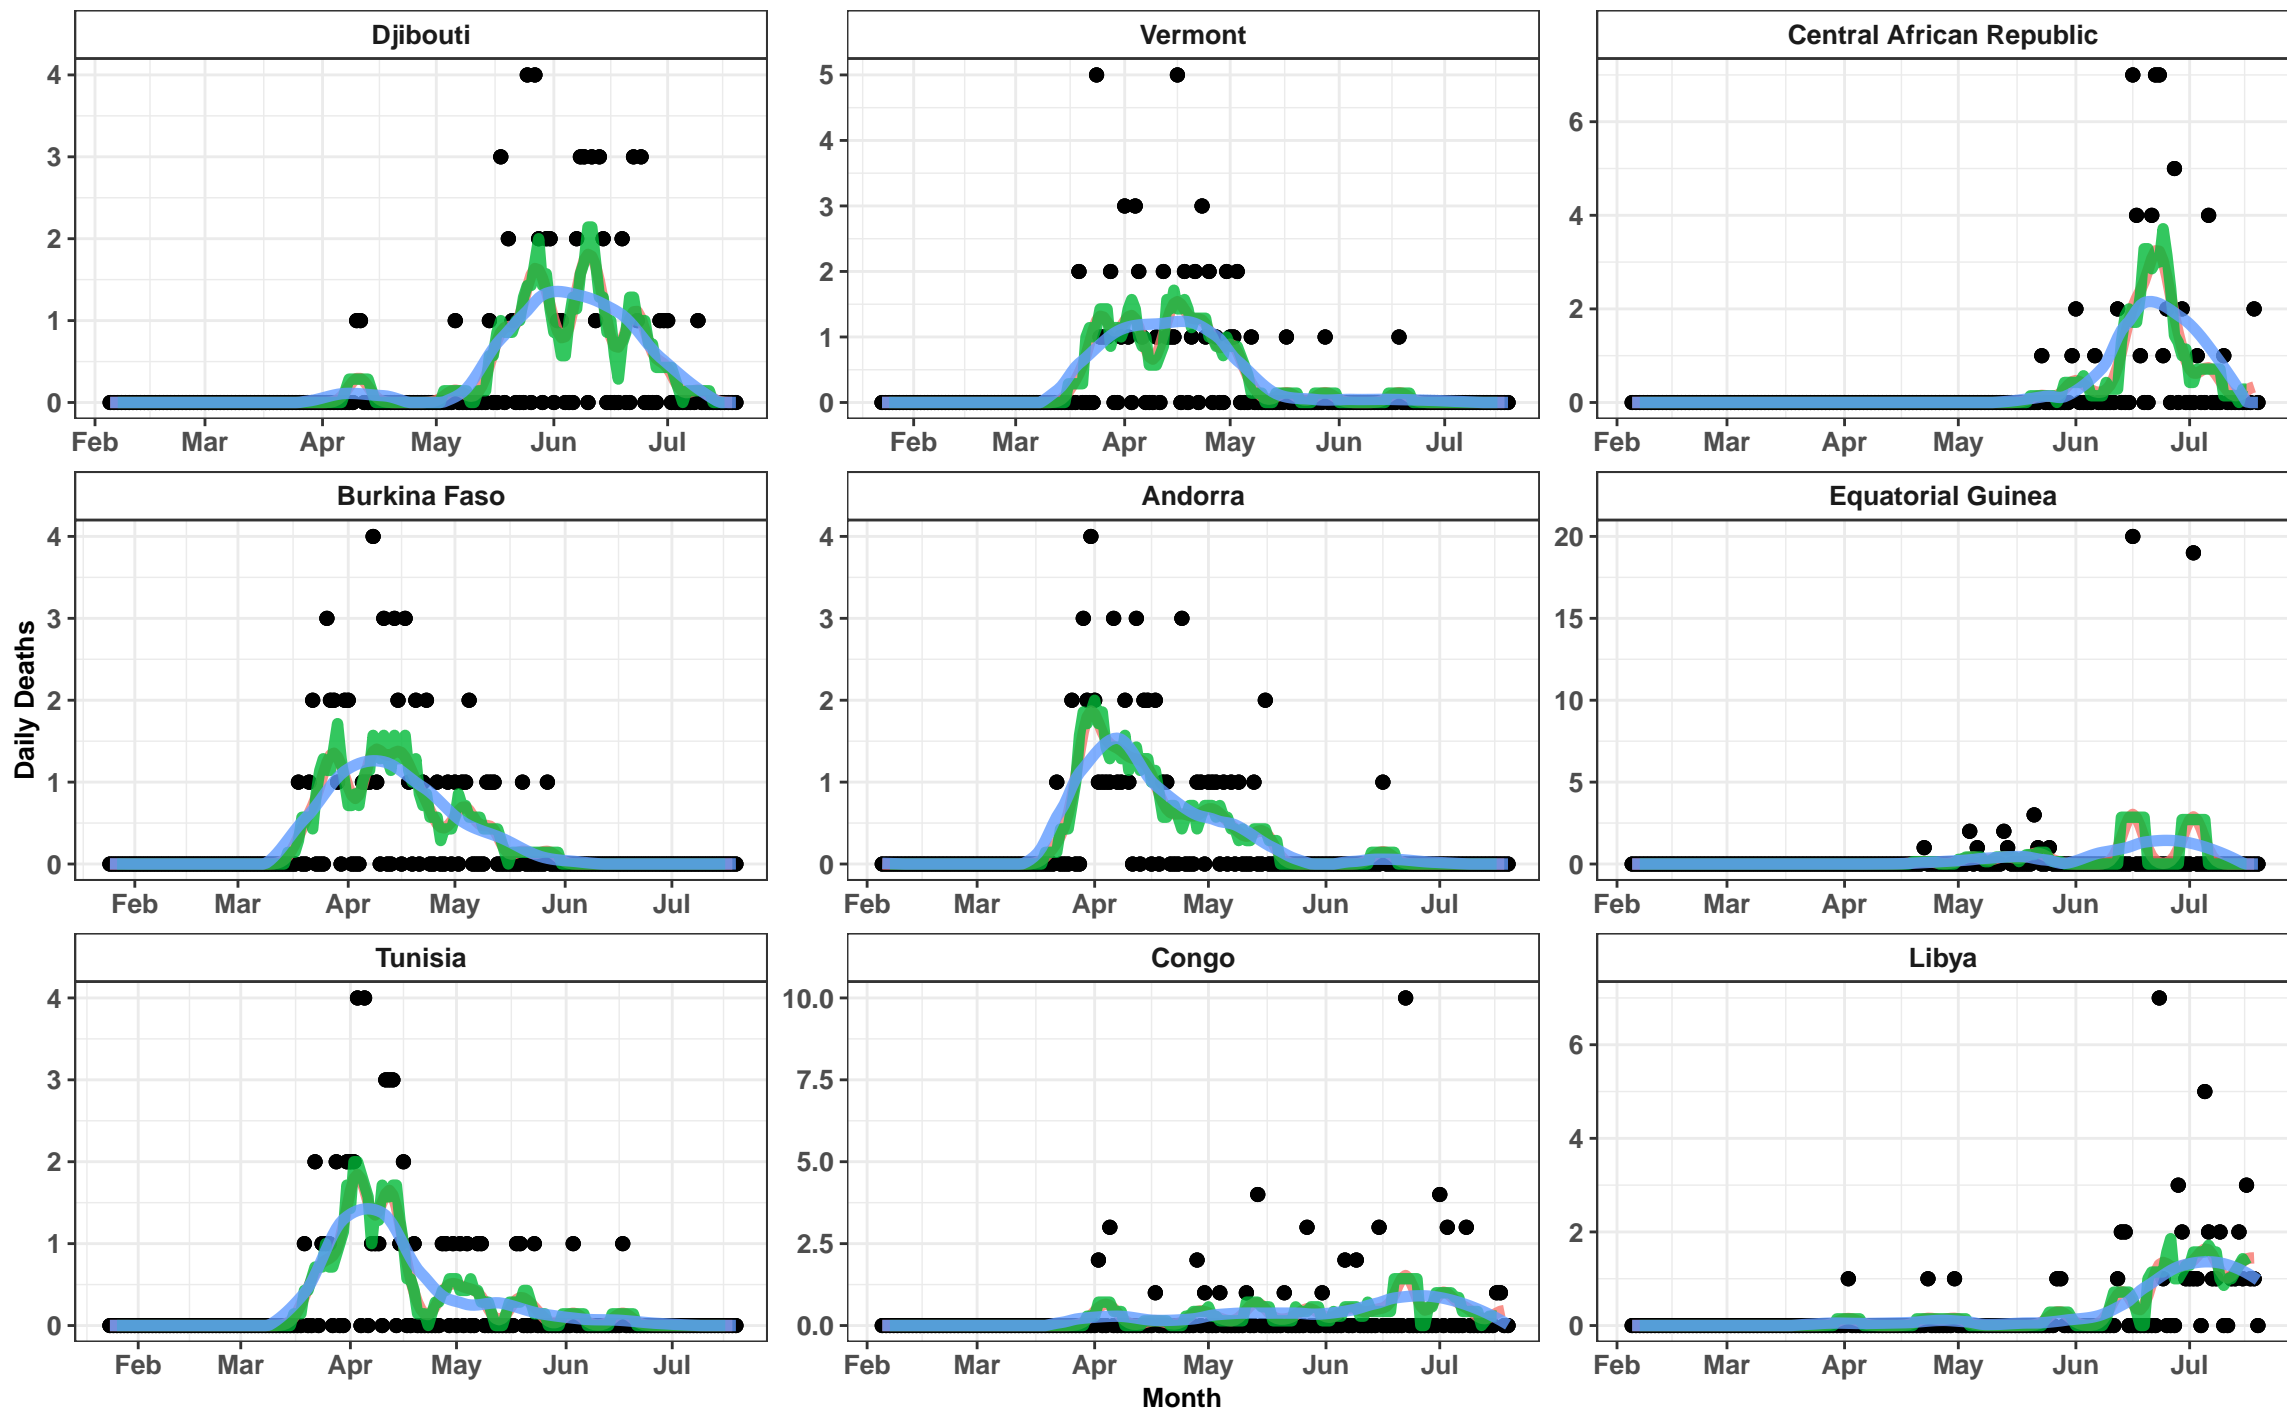 Djibouti
Vermont
Central African Republic
4
3
2
1
0
5
4
3
2
1
0
6
4
2
0
Feb Mar Apr May Jun Jul
Feb Mar Apr May Jun Jul
Feb Mar Apr May Jun Jul
Burkina Faso
Andorra
Equatorial Guinea
Daily Deaths
4
3
2
1
0
4
3
2
1
0
20
15
10
5
0
Feb Mar Apr May Jun Jul
Feb Mar Apr May Jun Jul
Feb Mar Apr May Jun Jul
Tunisia
Congo
Libya
4
3
2
1
0
10.0
7.5
5.0
2.5
0.0
6
4
2
0
Feb Mar Apr May Jun Jul
Feb Mar Apr May Jun Jul
Feb Mar Apr May Jun Jul
Month